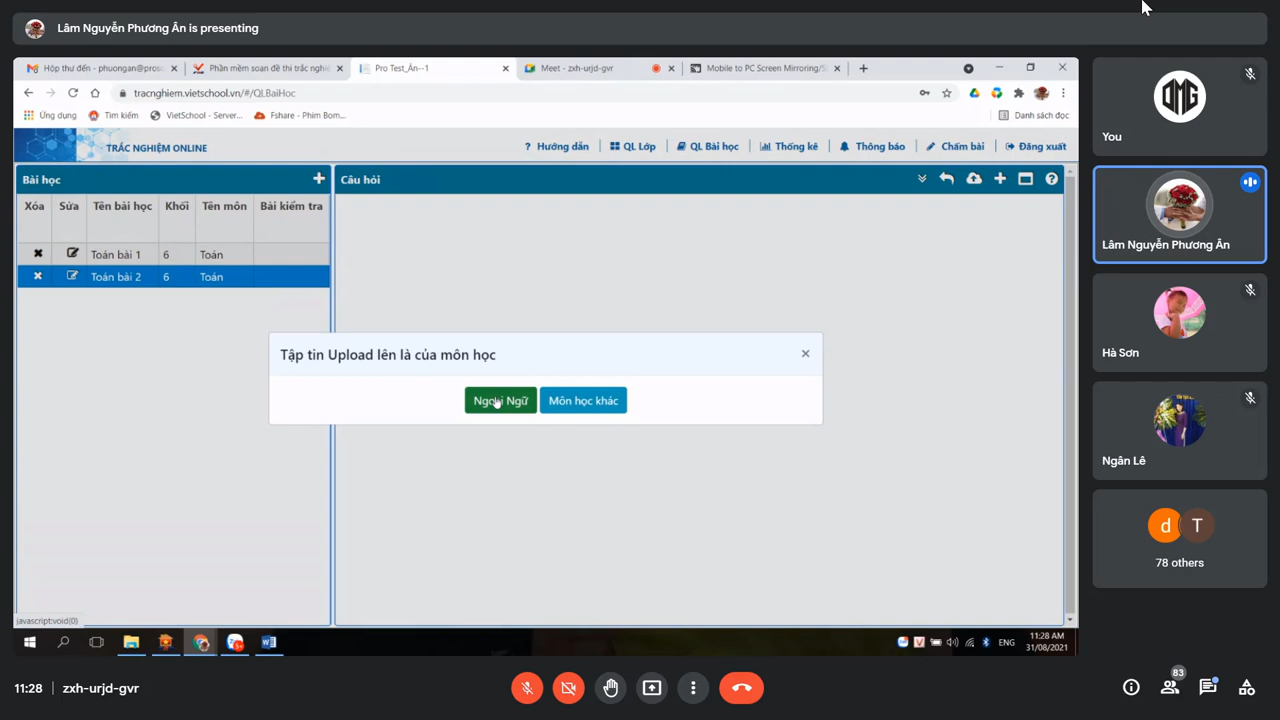 Lâm Nguyễn Phương Ân is presenting
Hộp thư đến - phuongan@prosc
Phần mềm soạn đề thi trắc nghiệ
Pro Test_Ân--1
Meet - zxh-urjd-gvr
Mobile to PC Screen Mirroring/S
tracnghiem.vietschool.vn/#/QLBaiHoc
Ứng dụng
Tìm kiếm
VietSchool - Server...
Fshare - Phim Bom...
Danh sách đọc
TRẮC NGHIỆM ONLINE
Hướng dẫn
QL Lớp
QL Bài học
Thống kê
Thông báo
Chấm bài
Đăng xuất
Bài học
Câu hỏi
Xóa Sửa Tên bài học Khối Tên môn Bài kiểm tra
Toán bài 1 6 Toán
Toán bài 2 6 Toán
Tập tin Upload lên là của môn học
Ngoại Ngữ
Môn học khác
javascript:void(0)
ENG
11:28 AM
31/08/2021
OMG
You
Lâm Nguyễn Phương Ân
Hà Sơn
Ngân Lê
d
T
78 others
11:28
zxh-urjd-gvr
83